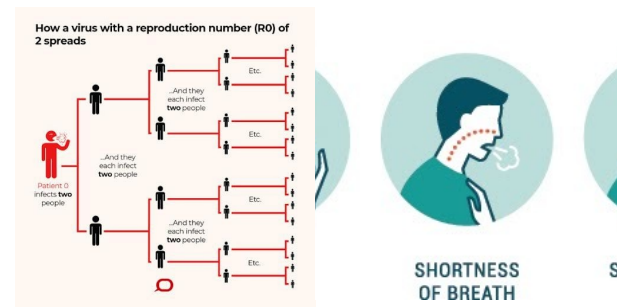 How a virus with a reproduction number (R0) of
2 spreads
Patient 0
infects two
people
...And they
each infect
two people
...And they
each infect
two people
...And they
each infect
two people
Etc.
Etc.
Etc.
Etc.
SHORTNESS
OF BREATH
S